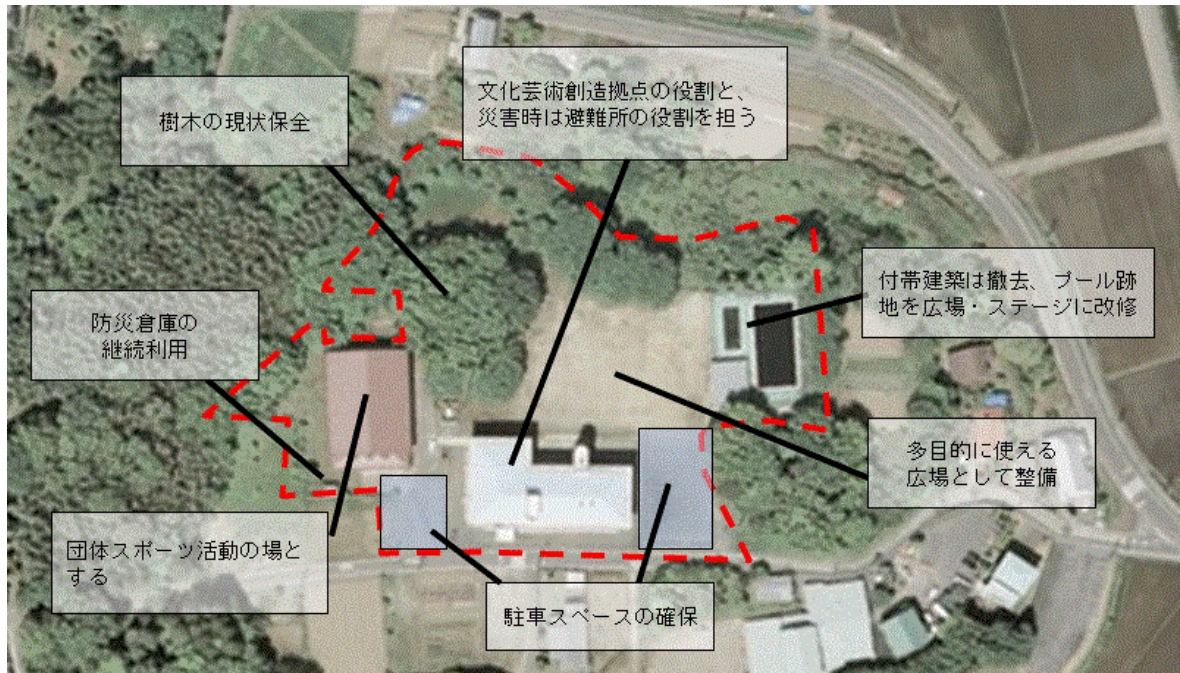 文化芸術創造拠点の役割と、
災害時は避難所の役割を担う
樹木の現状保全
付帯建築は撤去、プール跡
地を広場・ステージに改修
防災倉庫の
継続利用
多目的に使える
広場として整備
団体スポーツ活動の場と
する
駐車スペースの確保